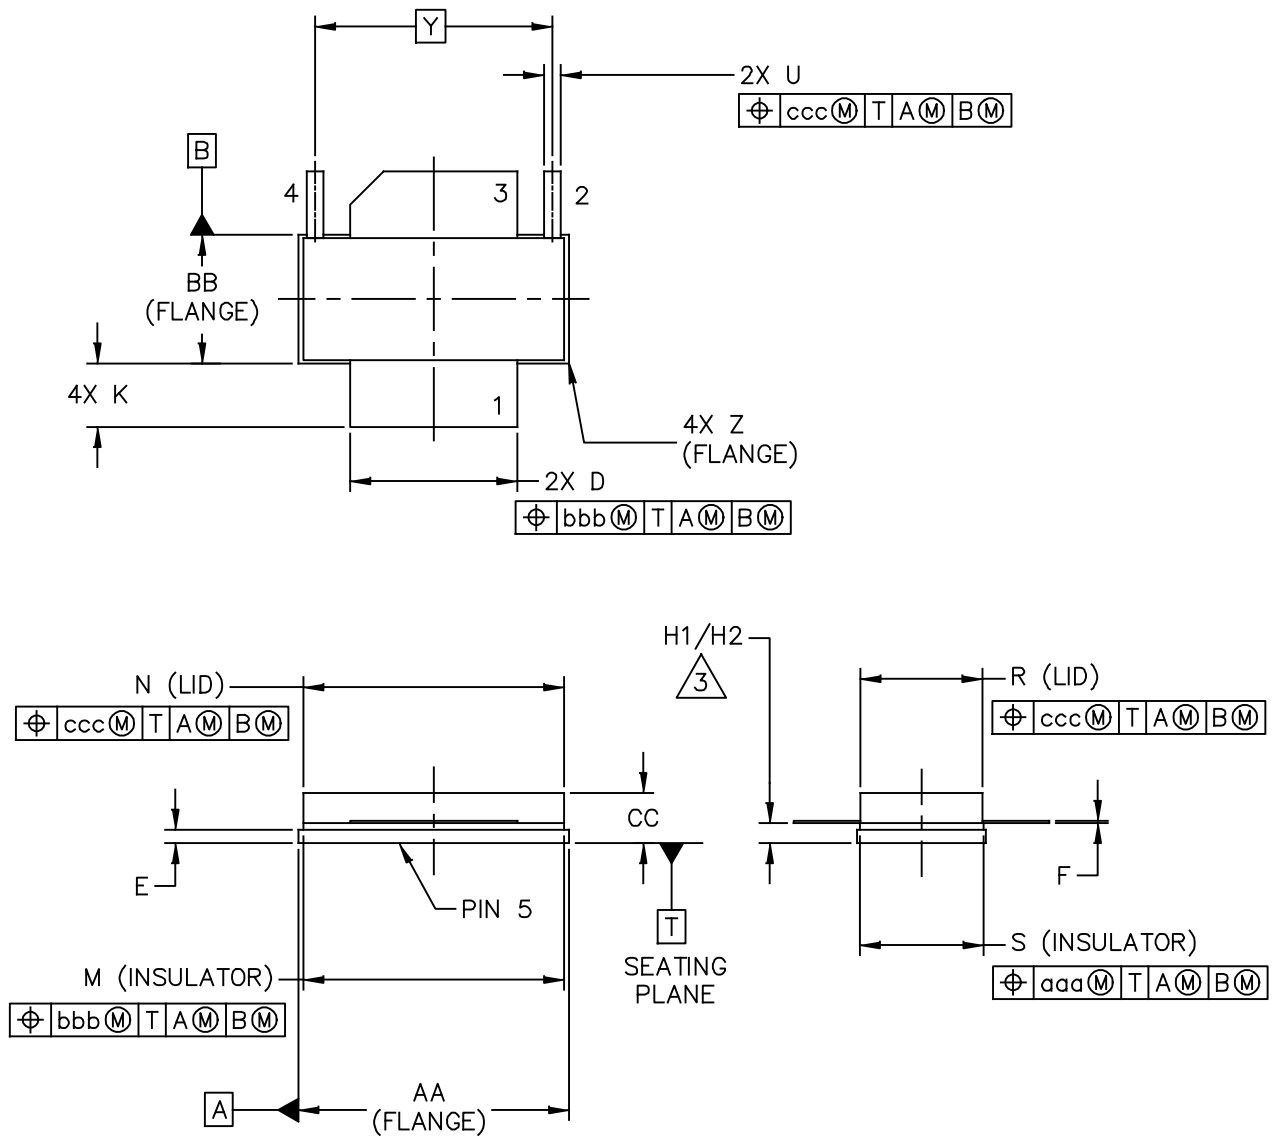 Y
2X U
⌖ ccc Ⓜ T A Ⓜ B Ⓜ
B
4
3
2
BB
(FLANGE)
4X K
1
4X Z
(FLANGE)
2X D
⌖ bbb Ⓜ T A Ⓜ B Ⓜ
H1/H2
3
N (LID)
⌖ ccc Ⓜ T A Ⓜ B Ⓜ
R (LID)
⌖ ccc Ⓜ T A Ⓜ B Ⓜ
CC
E
F
PIN 5
T
SEATING
PLANE
M (INSULATOR)
⌖ bbb Ⓜ T A Ⓜ B Ⓜ
S (INSULATOR)
⌖ aaa Ⓜ T A Ⓜ B Ⓜ
A
AA
(FLANGE)